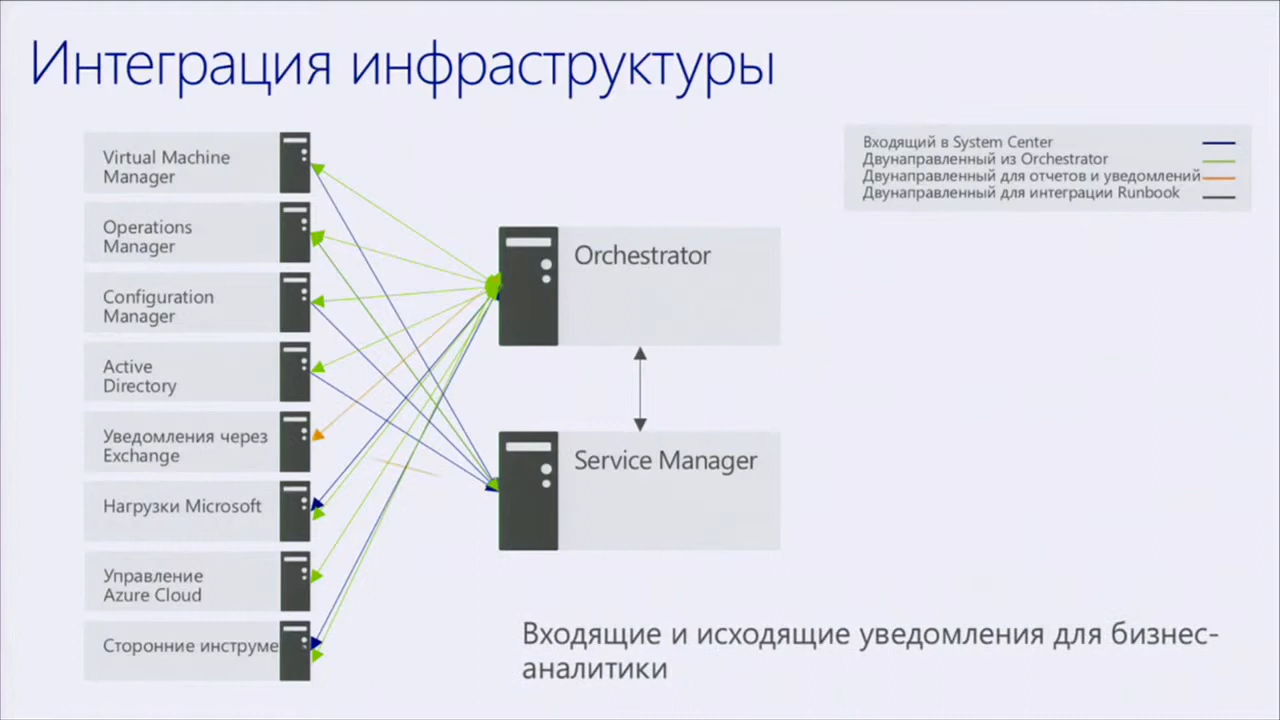 Интеграция инфраструктуры
Virtual Machine
Manager
Operations
Manager
Configuration
Manager
Active
Directory
Уведомления через
Exchange
Нагрузки Microsoft
Управление
Azure Cloud
Сторонние инструме
Orchestrator
Service Manager
Входящий в System Center
Двунаправленный из Orchestrator
Двунаправленный для отчетов и уведомлений
Двунаправленный для интеграции Runbook
Входящие и исходящие уведомления для бизнес-
аналитики